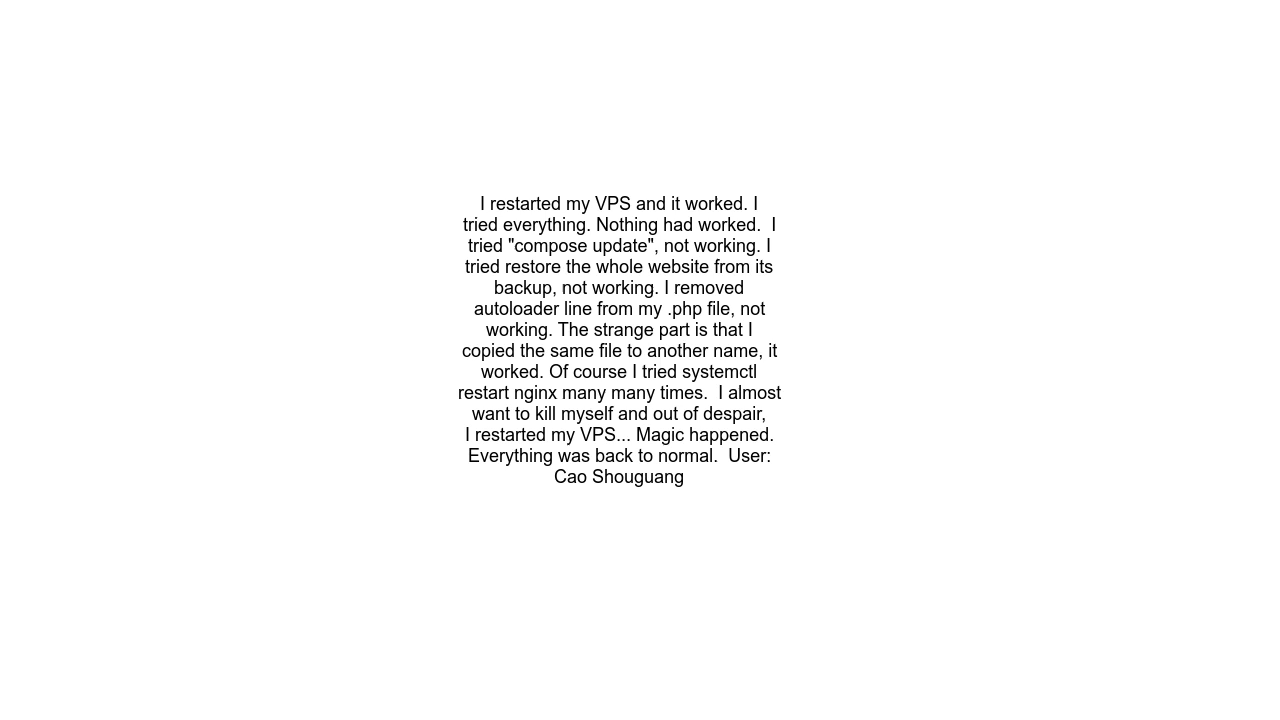 I restarted my VPS and it worked. I
tried everything. Nothing had worked.  I
tried "compose update", not working. I
tried restore the whole website from its
backup, not working. I removed
autoloader line from my .php file, not
working. The strange part is that I
copied the same file to another name, it
worked. Of course I tried systemctl
restart nginx many many times.  I almost
want to kill myself and out of despair,
I restarted my VPS... Magic happened.
Everything was back to normal.  User:
Cao Shouguang